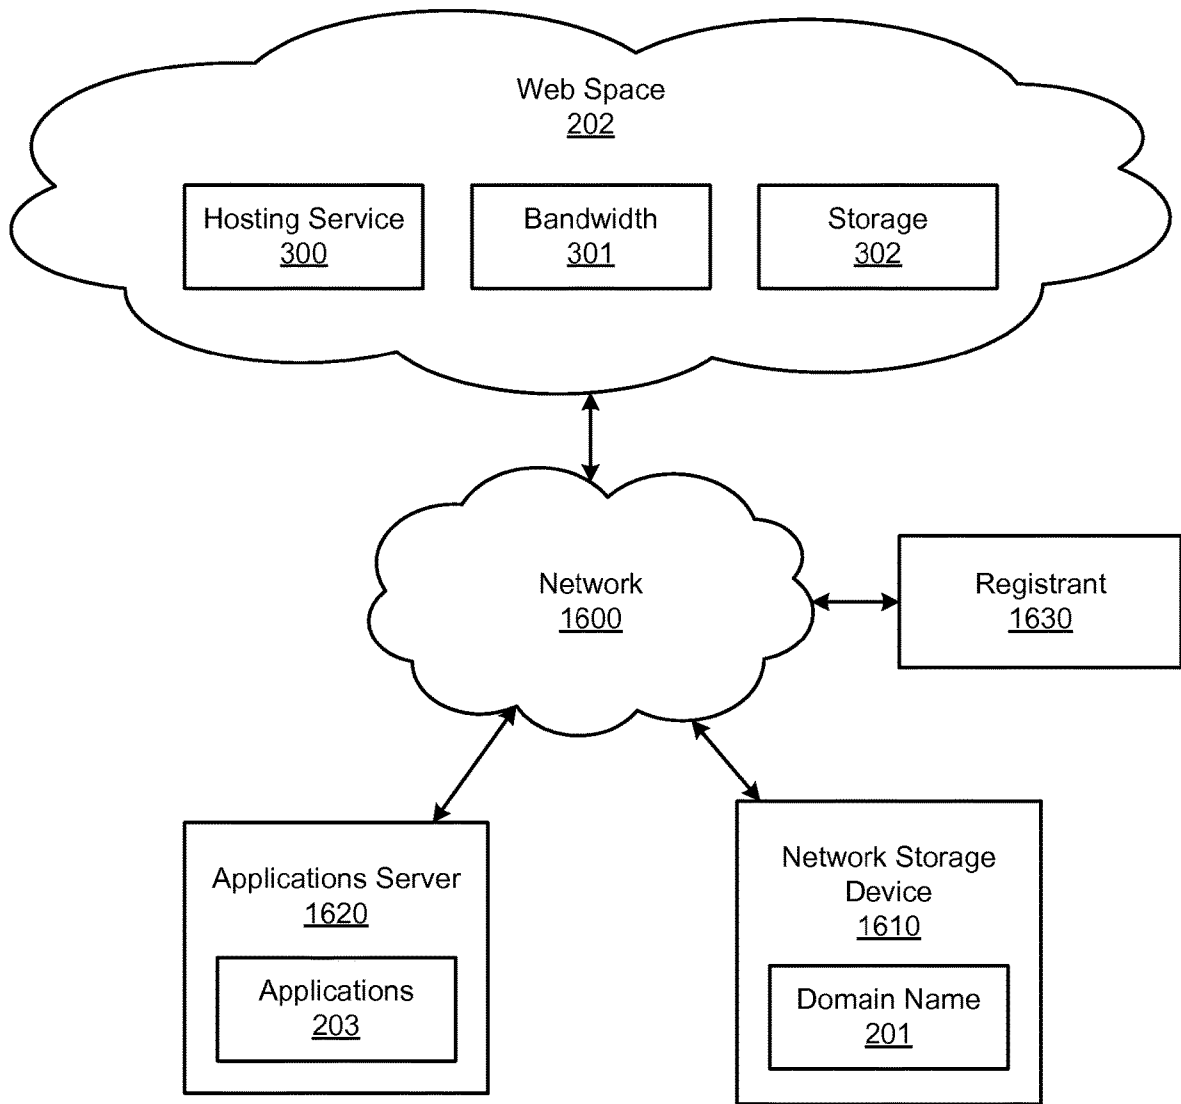 Web Space
202
Hosting Service
300
Bandwidth
301
Storage
302
Network
1600
Registrant
1630
Applications Server
1620
Applications
203
Network Storage
Device
1610
Domain Name
201